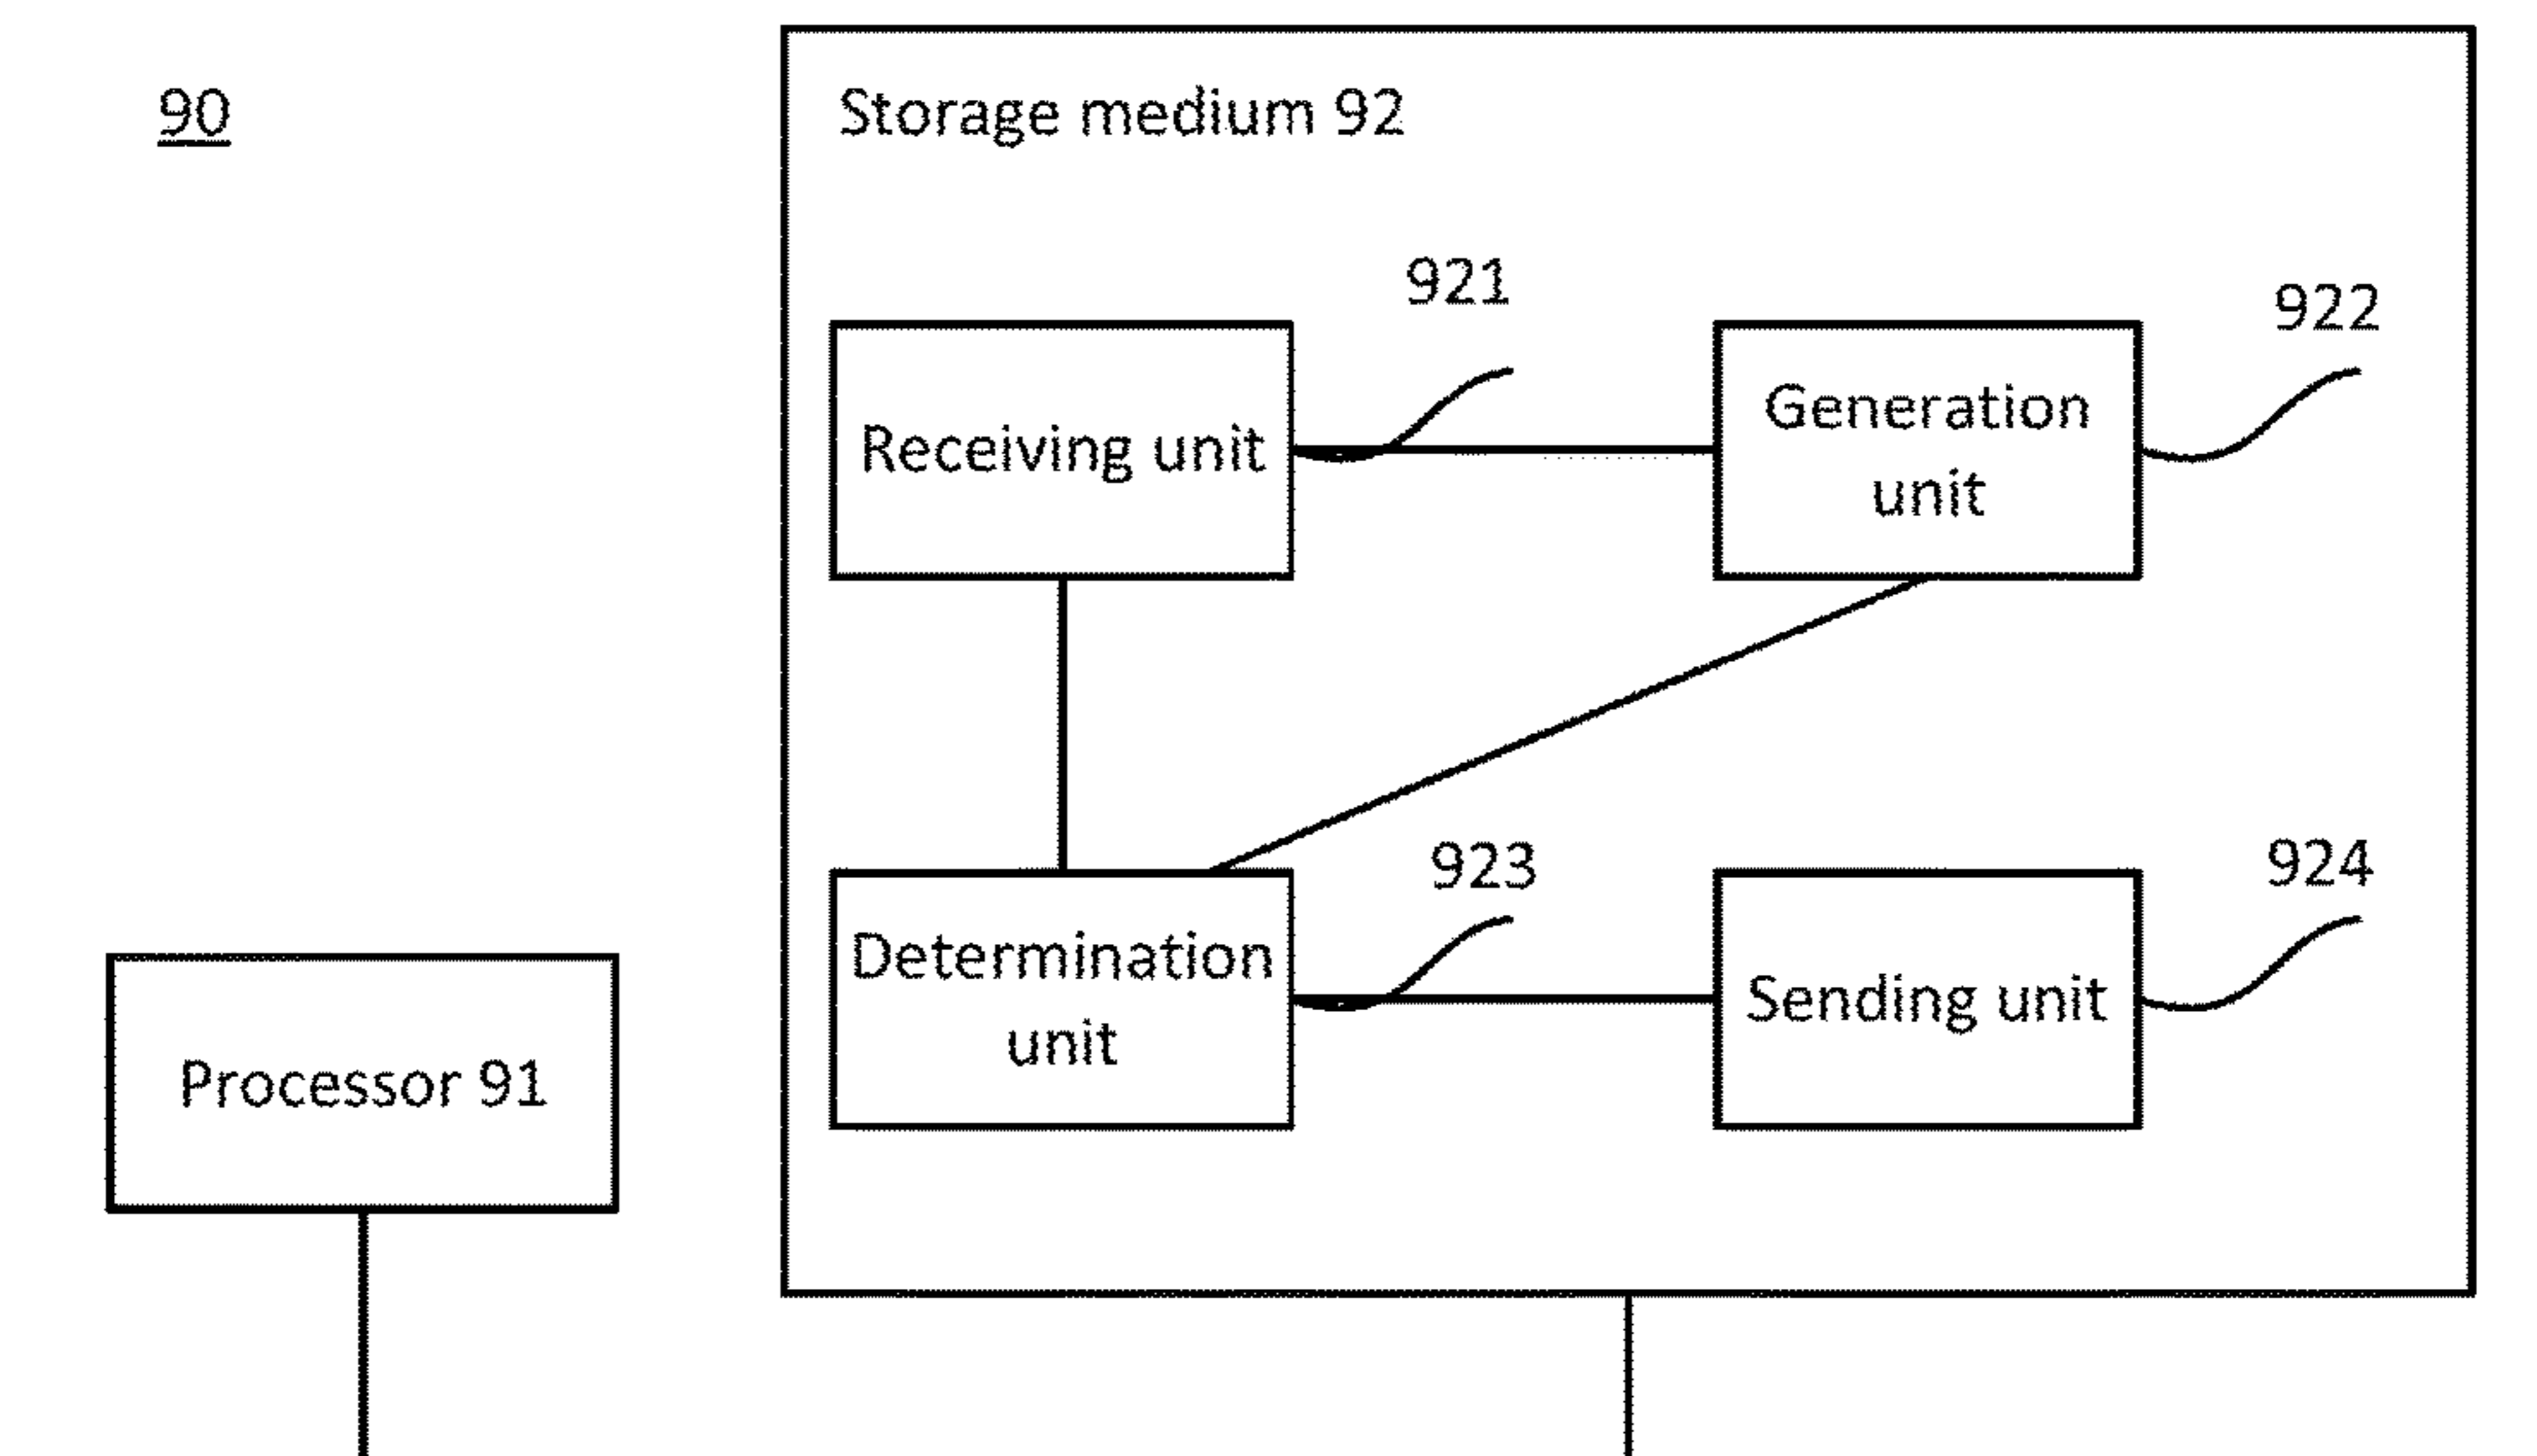 90
Storage medium 92
921
922
Receiving unit
Generation
unit
923
924
Determination
unit
Sending unit
Processor 91